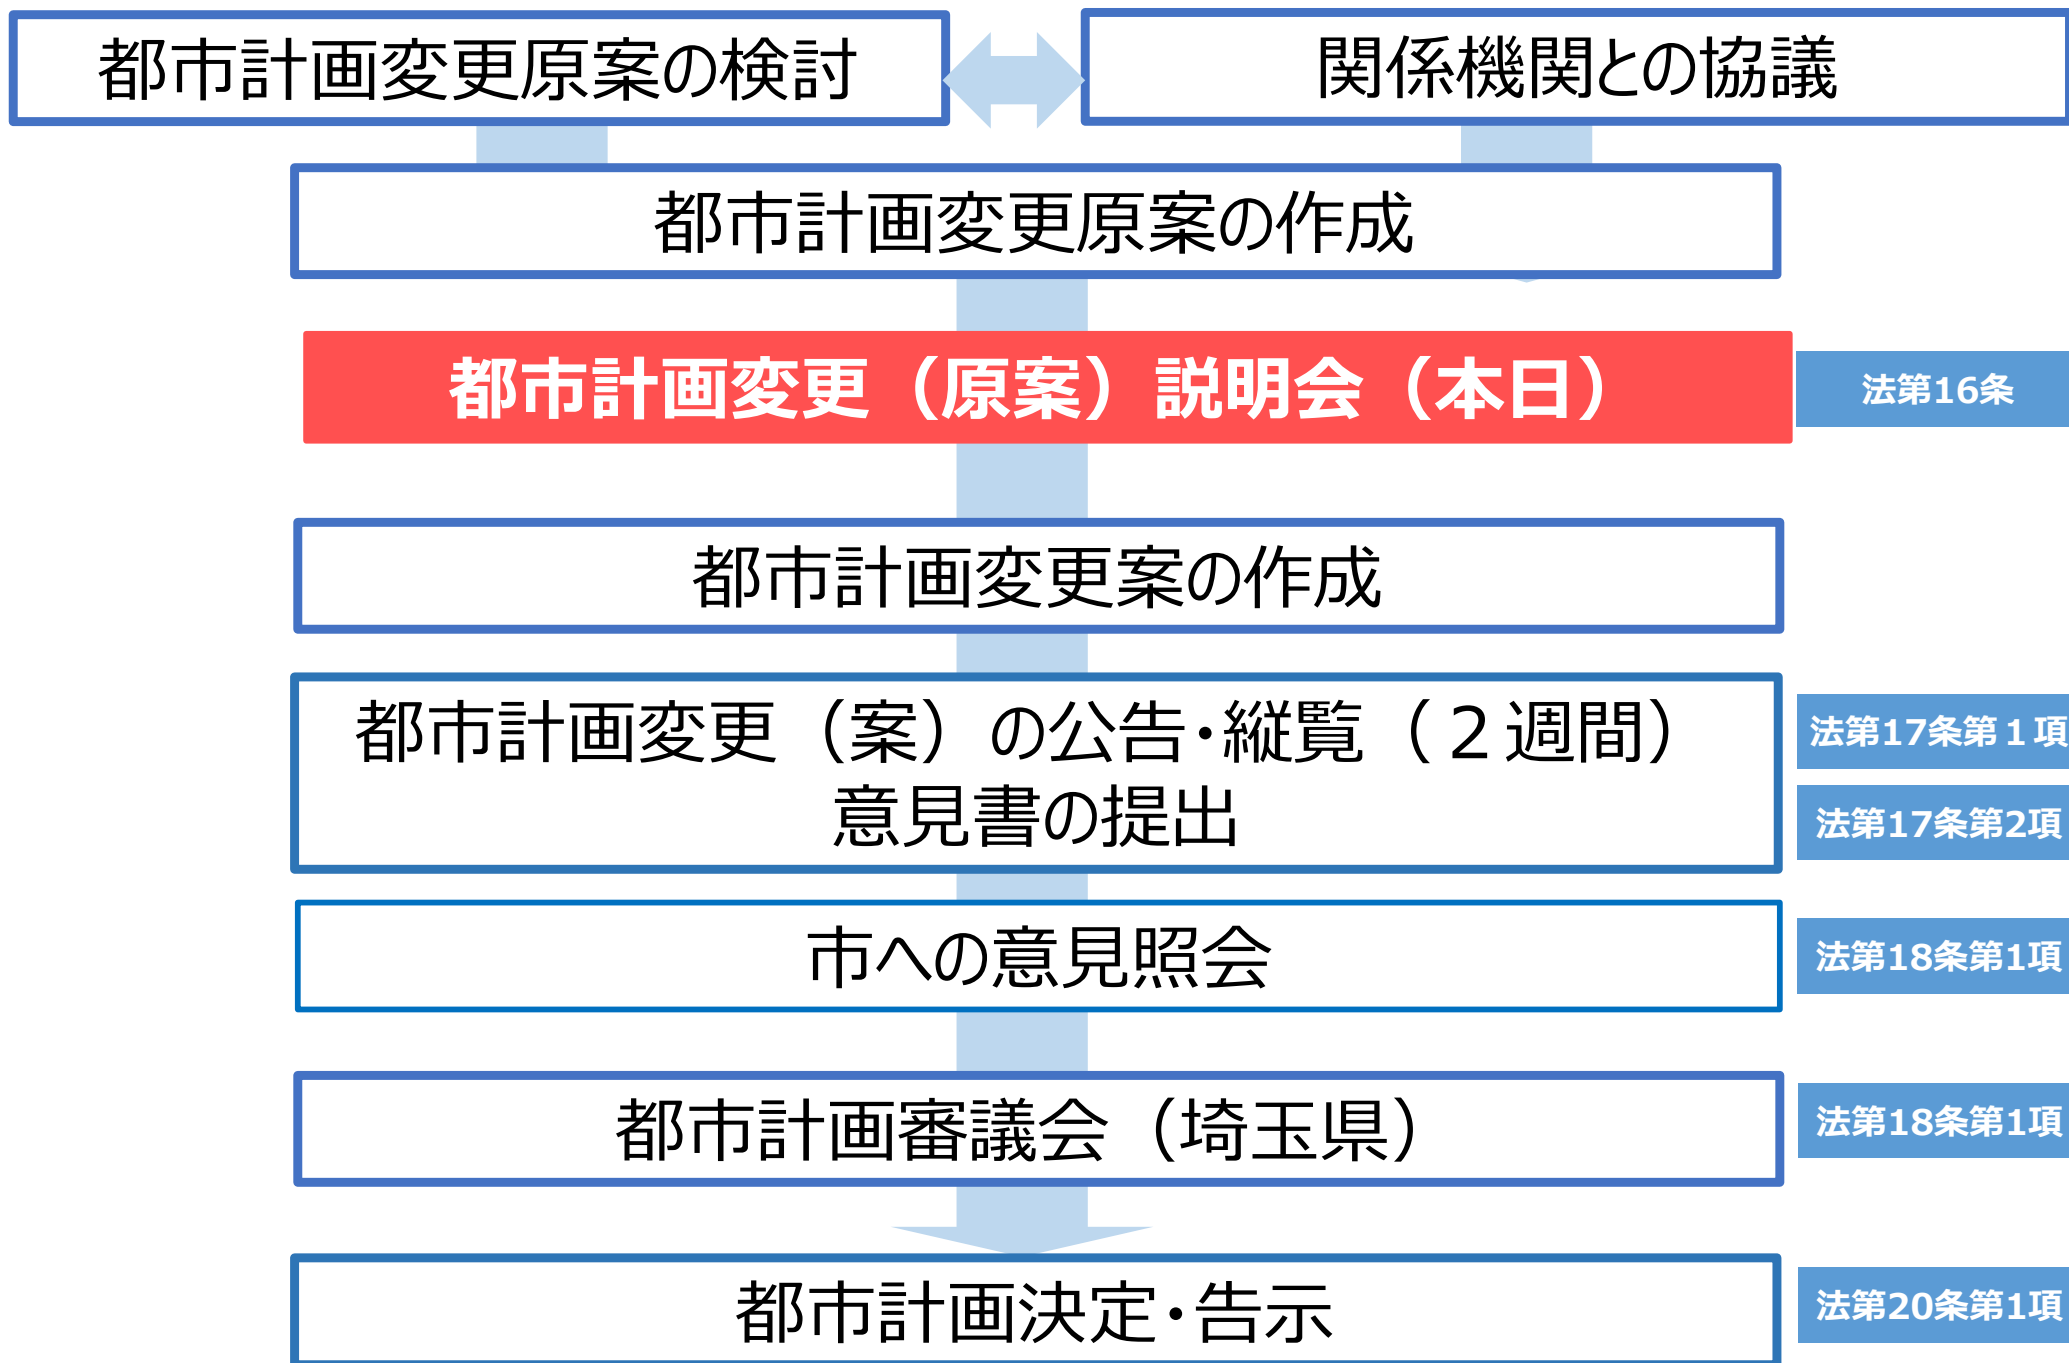 都市計画変更原案の検討
関係機関との協議
都市計画変更原案の作成
都市計画変更（原案）説明会（本日）
法第16条
都市計画変更案の作成
都市計画変更（案）の公告・縦覧（２週間）
意見書の提出
法第17条第１項
法第17条第2項
市への意見照会
法第18条第1項
都市計画審議会（埼玉県）
法第18条第1項
都市計画決定・告示
法第20条第1項